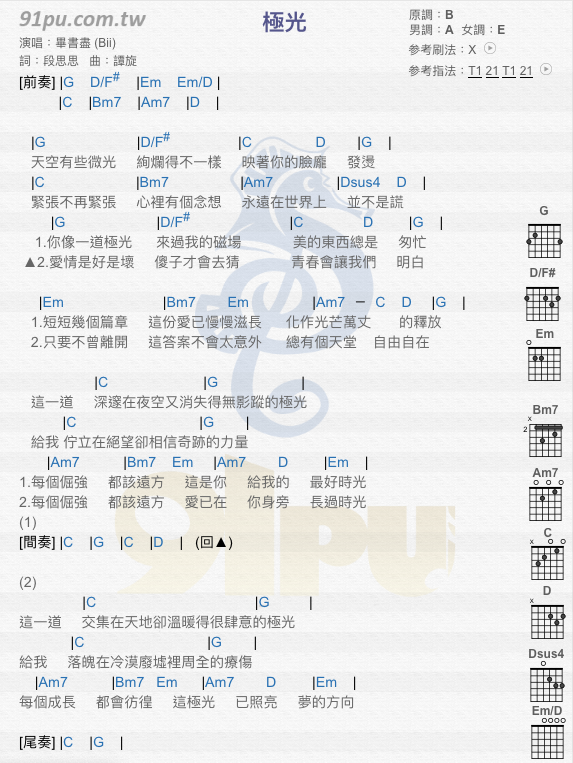 91pu.com.tw
極光
原調：B
男調：A 女調：E
演唱：畢書盡 (Bii)
參考刷法：X
詞：段思思 曲：譚旋
參考指法：T1 21 T1 21
[前奏] |G D/F# |Em Em/D |
|C |Bm7 |Am7 |D |
|G |D/F# |C D |G |
天空有些微光 絢爛得不一樣 映著你的臉龐 發燙
|C |Bm7 |Am7 |Dsus4 D |
緊張不再緊張 心裡有個念想 永遠在世界上 並不是謊
|G |D/F# |C |D |G |
1.你像一道極光 來過我的磁場 美的東西總是 匆忙
▲2.愛情是好是壞 傻子才會去猜 青春會讓我們 明白
|Em |Bm7 Em |Am7 － C D |G |
1.短短幾個篇章 這份愛已慢慢滋長 化作光芒萬丈 的釋放
2.只要不曾離開 這答案不會太意外 總有個天堂 自由自在
|C |G |
這一道 深邃在夜空又消失得無影蹤的極光
|C |G |
給我 佇立在絕望卻相信奇跡的力量
|Am7 |Bm7 Em |Am7 D |Em |
1.每個倔強 都該遠方 這是你 給我的 最好時光
2.每個倔強 都該遠方 愛已在 你身旁 長過時光
(1)
[間奏] |C |G |C |D | (回▲)
(2)
|C |G |
這一道 交集在天地卻溫暖得很肆意的極光
|C |G |
給我 落魄在冷漠廢墟裡周全的療傷
|Am7 |Bm7 Em |Am7 D |Em |
每個成長 都會彷徨 這極光 已照亮 夢的方向
[尾奏] |C |G |
G
D/F#
Em
Bm7
x
2
Am7
C
x
D
x
Dsus4
Em/D
91pu